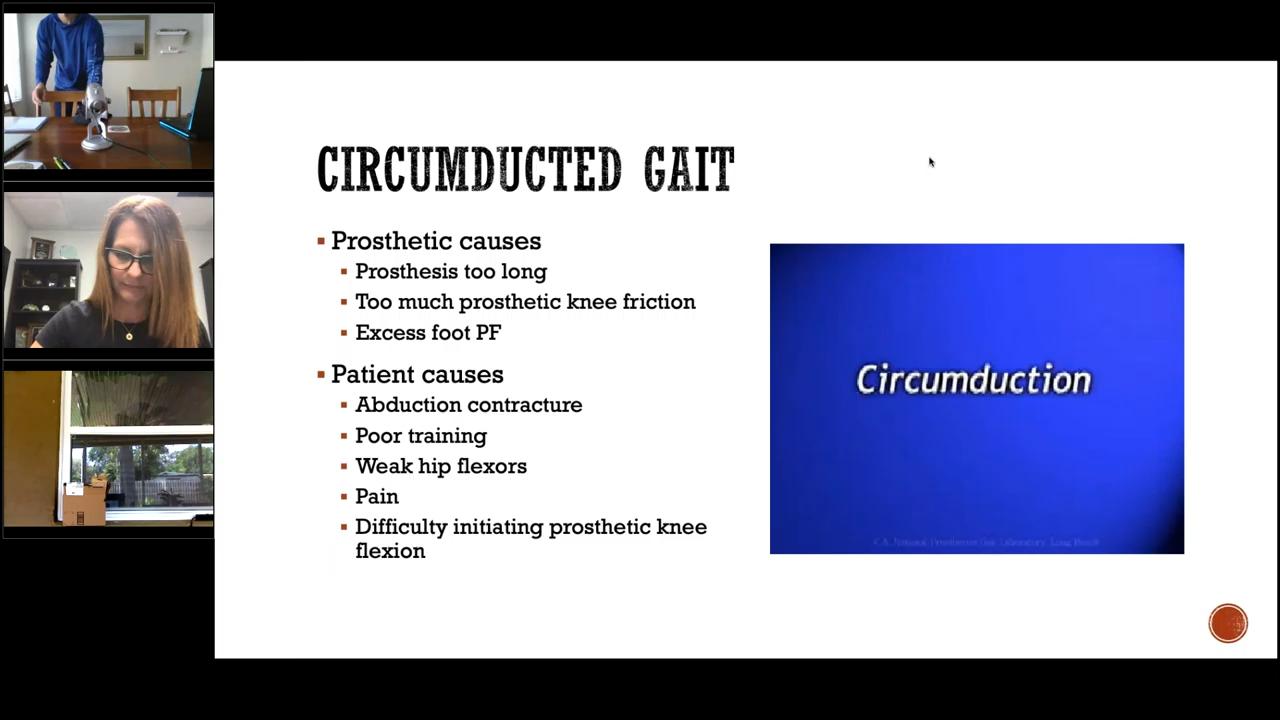 CIRCUMDUCTED GAIT
Prosthetic causes
Prosthesis too long
Too much prosthetic knee friction
Excess foot PF
Patient causes
Abduction contracture
Poor training
Weak hip flexors
Pain
Difficulty initiating prosthetic knee
flexion
Circumduction